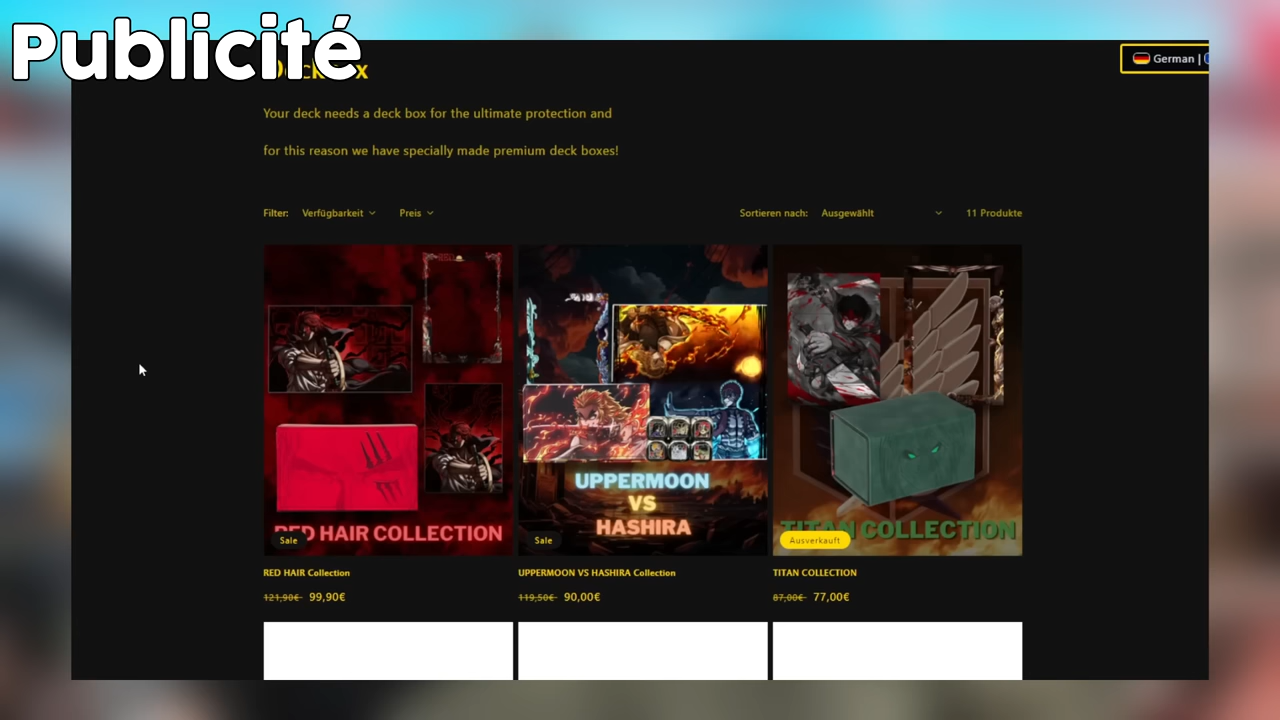 Publicité
German |
Your deck needs a deck box for the ultimate protection and
for this reason we have specially made premium deck boxes!
Filter: Verfügbarkeit Preis
Sortieren nach: Ausgewählt 11 Produkte
RED HAIR COLLECTION
Sale
UPPERMOON
VS
HASHIRA
Sale
TITAN COLLECTION
Ausverkauft
RED HAIR Collection
121,90€ 99,90€
UPPERMOON VS HASHIRA Collection
119,50€ 90,00€
TITAN COLLECTION
87,00€ 77,00€